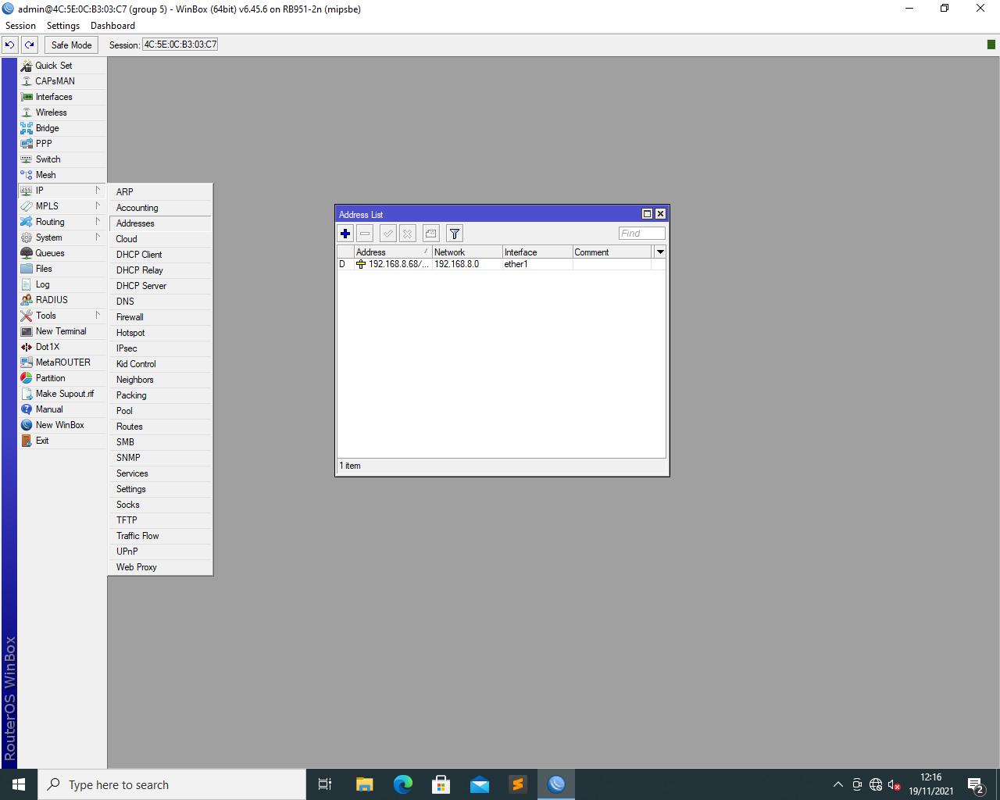 admin@4C:5E:0C:B3:03:C7 (group 5) - WinBox (64bit) v6.45.6 on RB951-2n (mipsbe)
Session Settings Dashboard
Safe Mode Session: 4C:5E:0C:B3:03:C7
Quick Set
CAPsMAN
Interfaces
Wireless
Bridge
PPP
Switch
Mesh
IP
MPLS
Routing
System
Queues
Files
Log
RADIUS
Tools
New Terminal
Dot1X
MetaROUTER
Partition
Make Supout.rif
Manual
New WinBox
Exit
RouterOS WinBox
ARP
Accounting
Addresses
Cloud
DHCP Client
DHCP Relay
DHCP Server
DNS
Firewall
Hotspot
IPsec
Kid Control
Neighbors
Packing
Pool
Routes
SMB
SNMP
Services
Settings
Socks
TFTP
Traffic Flow
UPnP
Web Proxy
Address List
Find
Address Network Interface Comment
D 192.168.8.68/... 192.168.8.0 ether1
1 item
Type here to search
12:16
19/11/2021
2